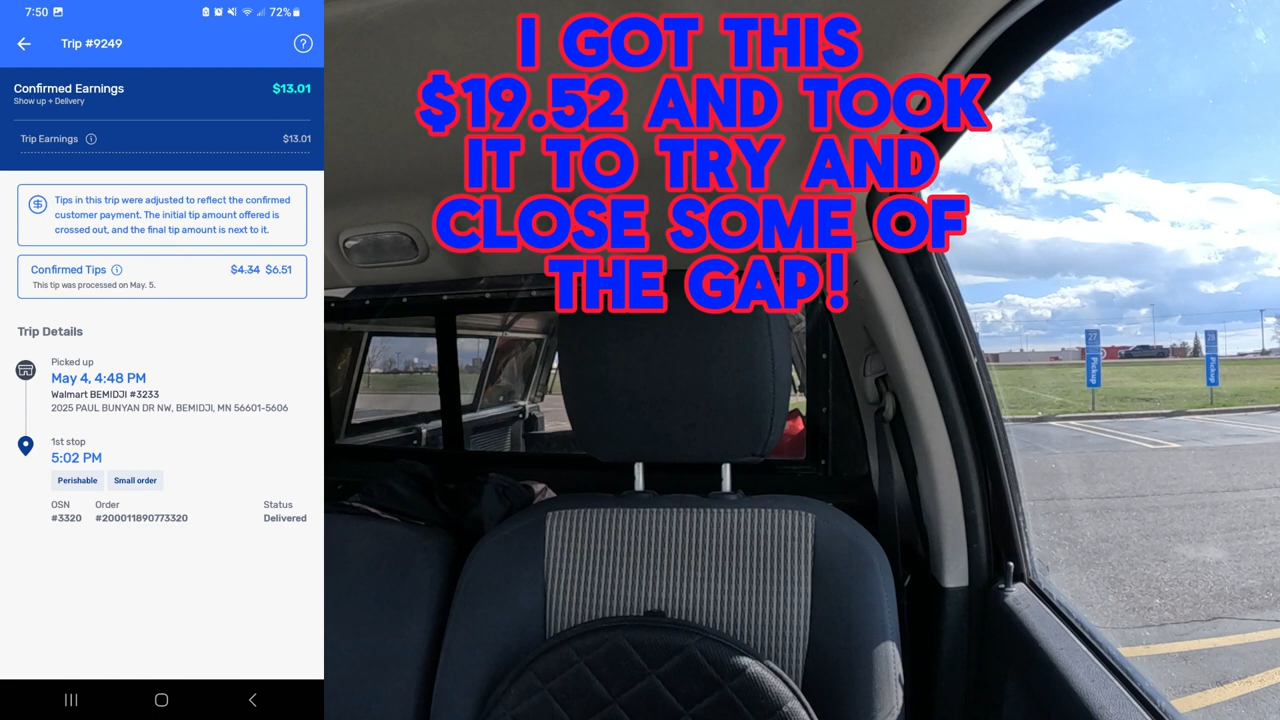 7:50
72%
Trip #9249
?
Confirmed Earnings
$13.01
Show up + Delivery
Trip Earnings
$13.01
Tips in this trip were adjusted to reflect the confirmed
customer payment. The initial tip amount offered is
crossed out, and the final tip amount is next to it.
Confirmed Tips
$4.34 $6.51
This tip was processed on May. 5.
Trip Details
Picked up
May 4, 4:48 PM
Walmart BEMIDJI #3233
2025 PAUL BUNYAN DR NW, BEMIDJI, MN 56601-5606
1st stop
5:02 PM
Perishable Small order
OSN Order Status
#3320 #200011890773320 Delivered
I GOT THIS
$19.52 AND TOOK
IT TO TRY AND
CLOSE SOME OF
THE GAP!
27
Pickup
28
Pickup